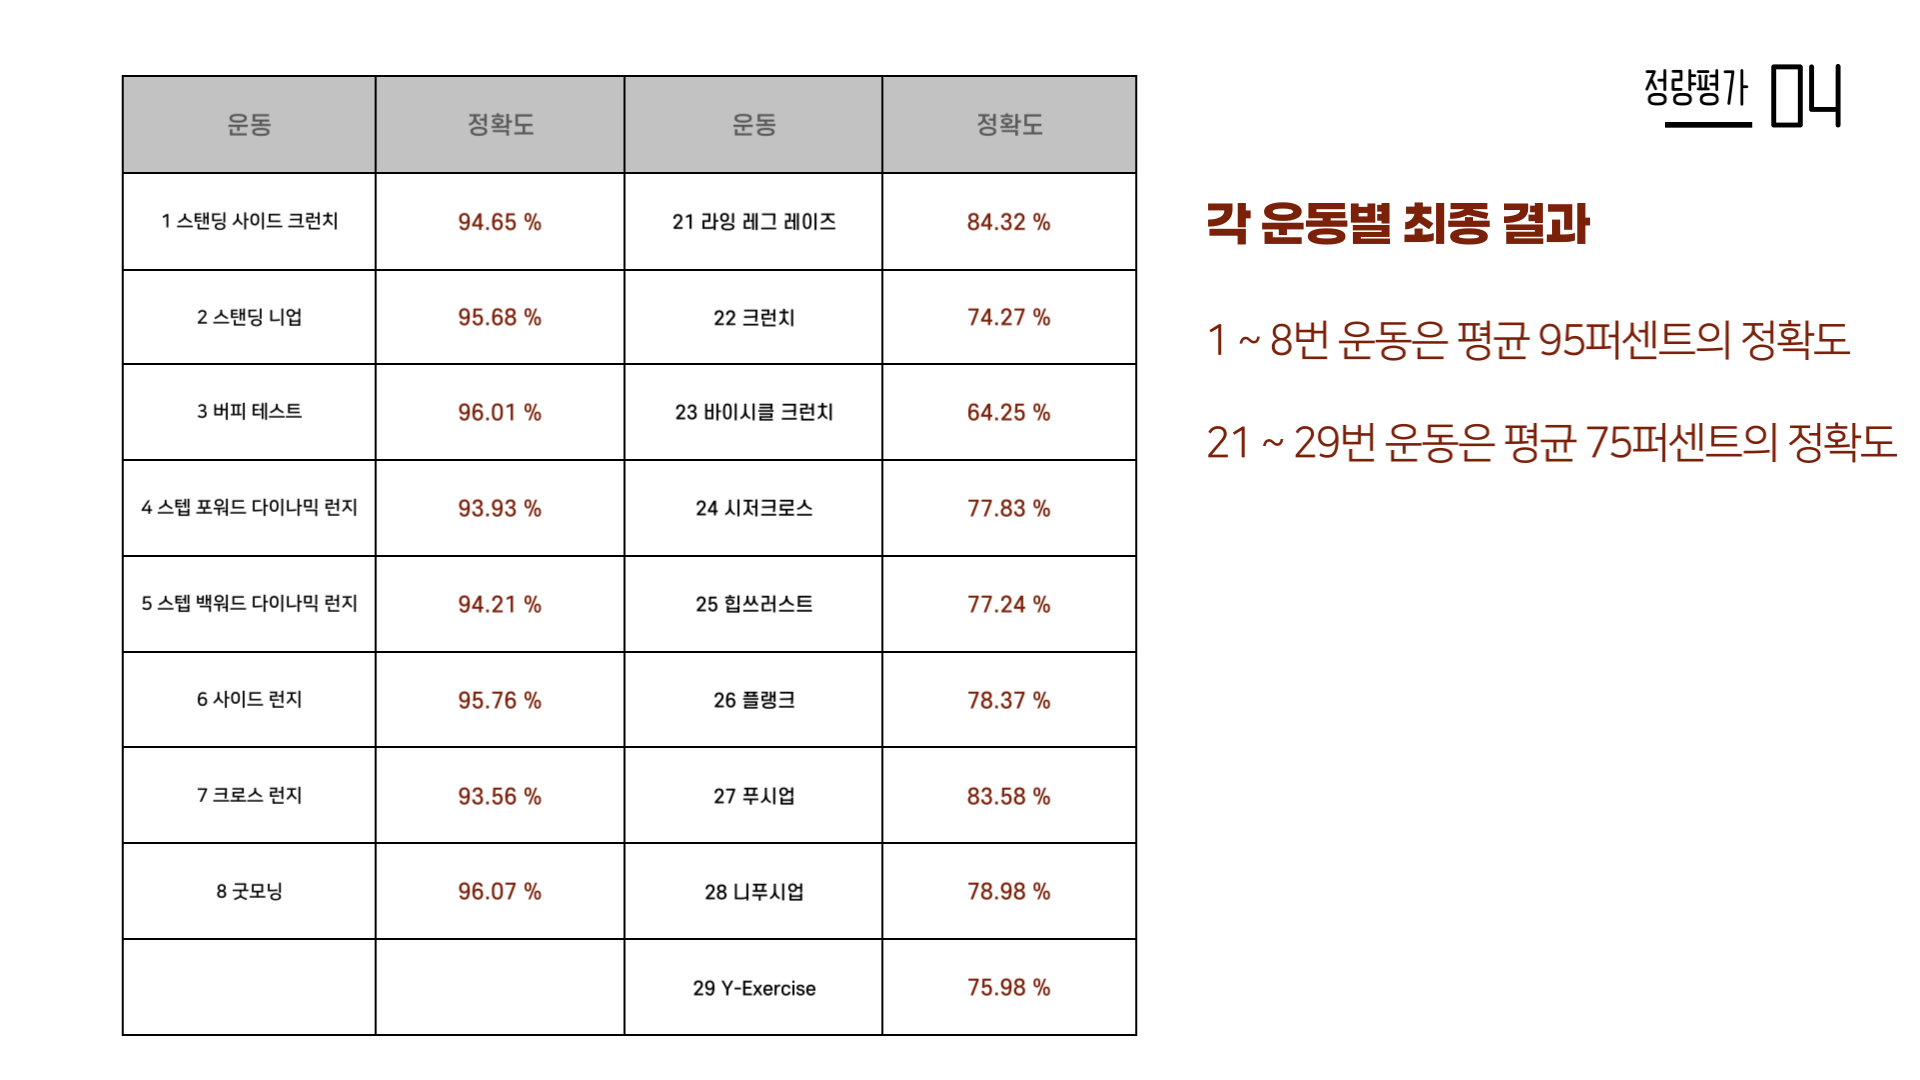 정량평가 04
운동 정확도 운동 정확도
1 스탠딩 사이드 크런치 94.65 % 21 라잉 레그 레이즈 84.32 %
2 스탠딩 니업 95.68 % 22 크런치 74.27 %
3 버피 테스트 96.01 % 23 바이시클 크런치 64.25 %
4 스텝 포워드 다이나믹 런지 93.93 % 24 시저크로스 77.83 %
5 스텝 백워드 다이나믹 런지 94.21 % 25 힙쓰러스트 77.24 %
6 사이드 런지 95.76 % 26 플랭크 78.37 %
7 크로스 런지 93.56 % 27 푸시업 83.58 %
8 굿모닝 96.07 % 28 니푸시업 78.98 %
29 Y-Exercise 75.98 %
각 운동별 최종 결과
1 ~ 8번 운동은 평균 95퍼센트의 정확도
21 ~ 29번 운동은 평균 75퍼센트의 정확도